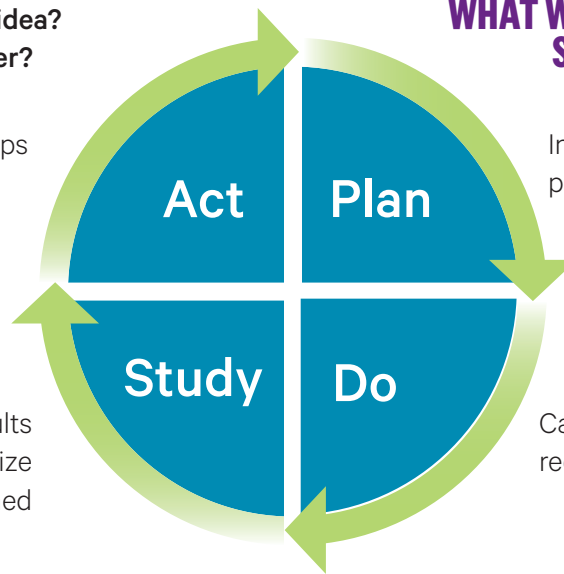 idea?
er?
WHAT W
S
ps
In
p
Act
Plan
Study
Do
ults
ize
ed
Ca
re